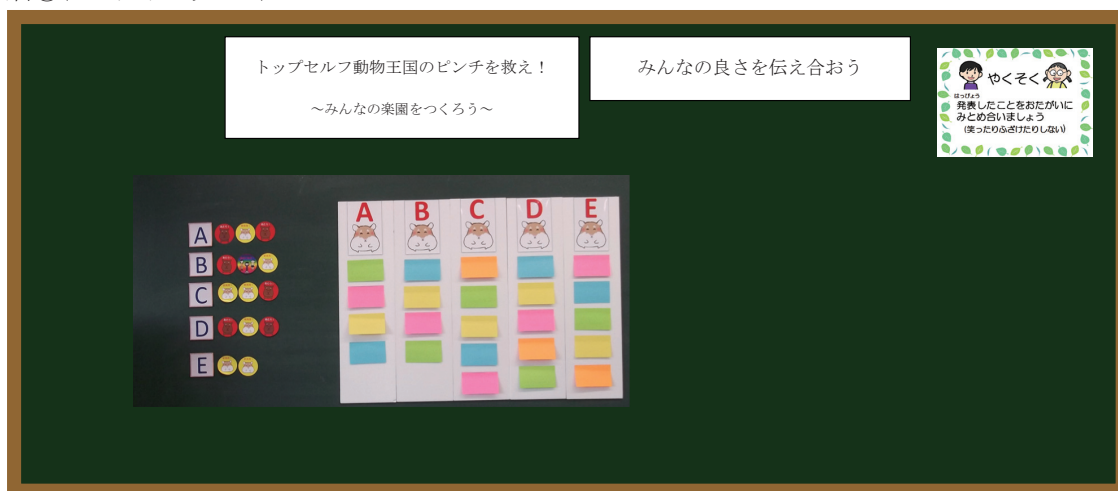 トップセルフ動物王国のピンチを救え！
～みんなの楽園をつくろう～
みんなの良さを伝え合おう
やくそく
はっぴょう
発表したことをおたがいに
みとめ合いましょう
(笑ったりふざけたりしない)
A
B
C
D
E
A B C D E